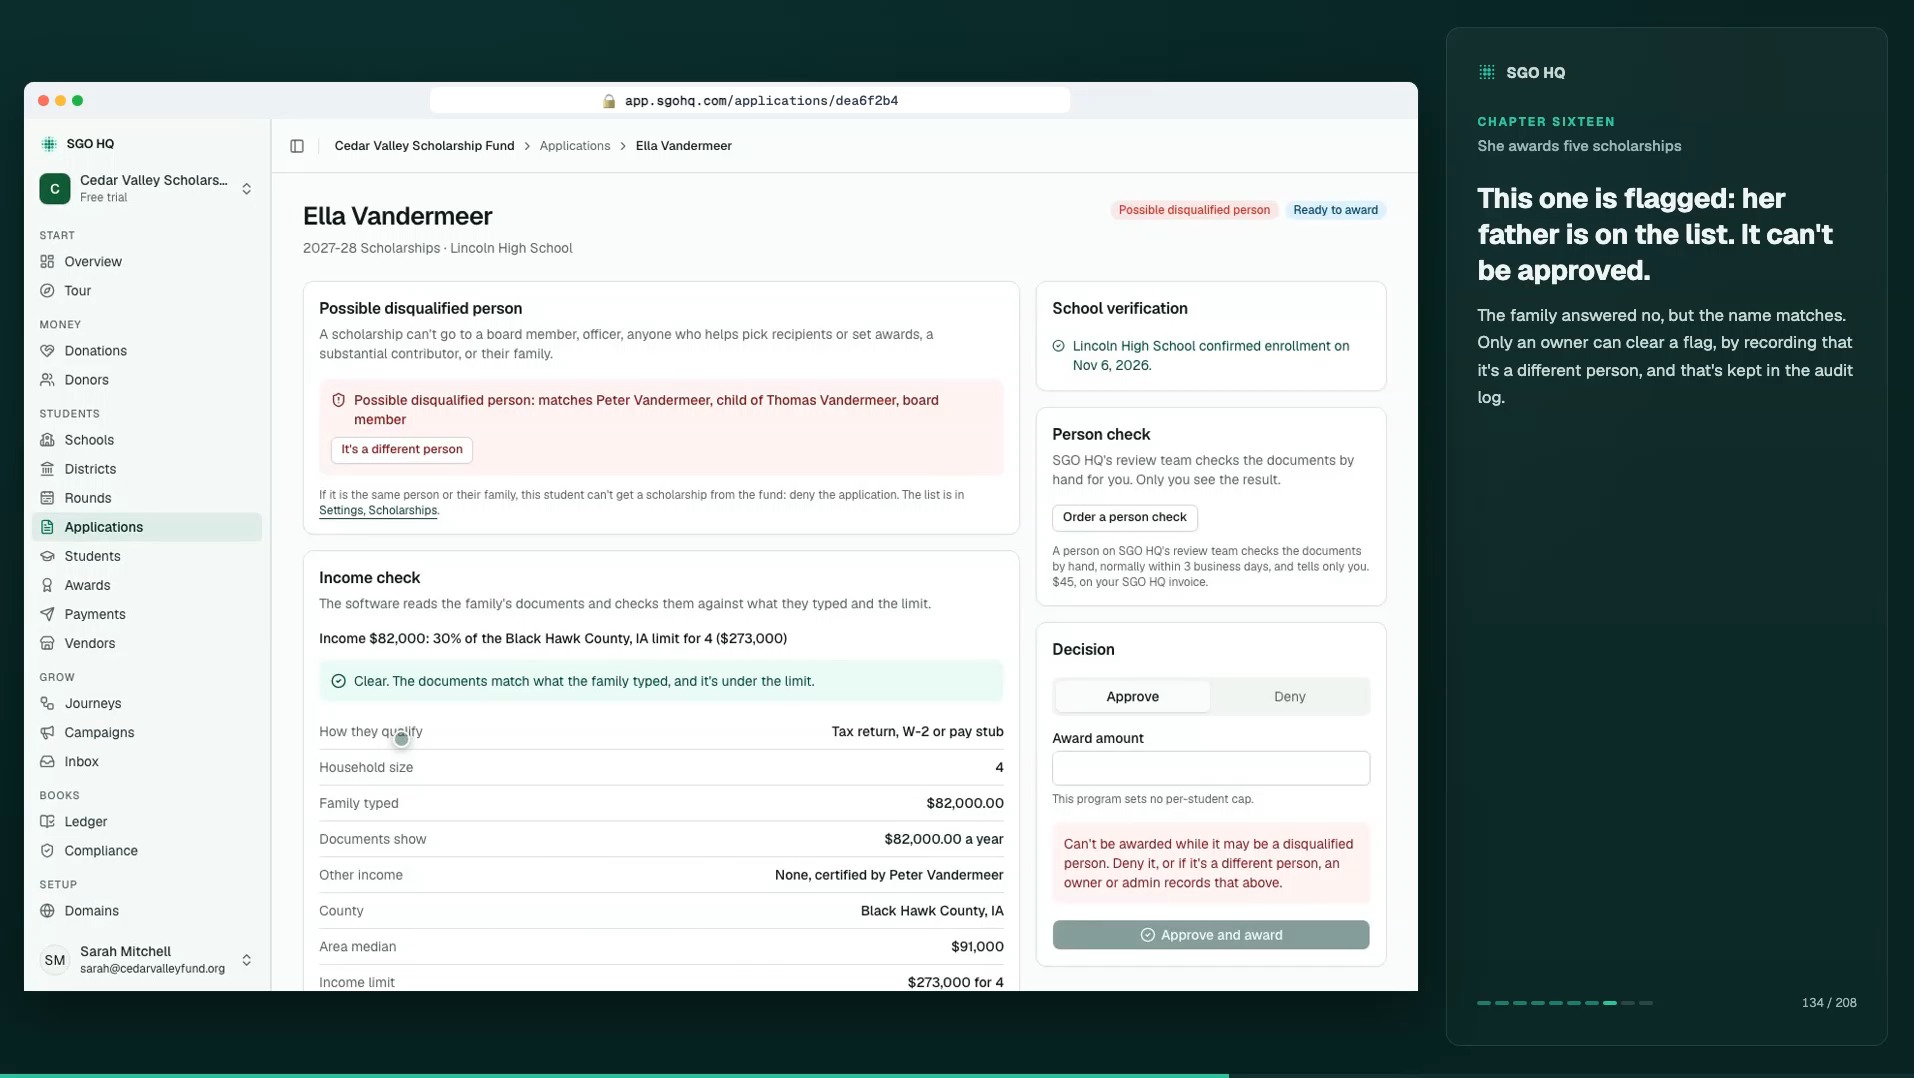 app.sgohq.com/applications/dea6f2b4
SGO HQ
C
Cedar Valley Scholars...
Free trial
START
Overview
Tour
MONEY
Donations
Donors
STUDENTS
Schools
Districts
Rounds
Applications
Students
Awards
Payments
Vendors
GROW
Journeys
Campaigns
Inbox
BOOKS
Ledger
Compliance
SETUP
Domains
SM
Sarah Mitchell
sarah@cedarvalleyfund.org
Cedar Valley Scholarship Fund > Applications > Ella Vandermeer
Ella Vandermeer
2027-28 Scholarships · Lincoln High School
Possible disqualified person
Ready to award
Possible disqualified person
A scholarship can't go to a board member, officer, anyone who helps pick recipients or set awards, a
substantial contributor, or their family.
Possible disqualified person: matches Peter Vandermeer, child of Thomas Vandermeer, board
member
It's a different person
If it is the same person or their family, this student can't get a scholarship from the fund: deny the application. The list is in
Settings, Scholarships.
Income check
The software reads the family's documents and checks them against what they typed and the limit.
Income $82,000: 30% of the Black Hawk County, IA limit for 4 ($273,000)
Clear. The documents match what the family typed, and it's under the limit.
How they qualify Tax return, W-2 or pay stub
Household size 4
Family typed $82,000.00
Documents show $82,000.00 a year
Other income None, certified by Peter Vandermeer
County Black Hawk County, IA
Area median $91,000
Income limit $273,000 for 4
School verification
Lincoln High School confirmed enrollment on
Nov 6, 2026.
Person check
SGO HQ's review team checks the documents by
hand for you. Only you see the result.
Order a person check
A person on SGO HQ's review team checks the documents
by hand, normally within 3 business days, and tells only you.
$45, on your SGO HQ invoice.
Decision
Approve Deny
Award amount
This program sets no per-student cap.
Can't be awarded while it may be a disqualified
person. Deny it, or if it's a different person, an
owner or admin records that above.
Approve and award
SGO HQ
CHAPTER SIXTEEN
She awards five scholarships
This one is flagged: her
father is on the list. It can't
be approved.
The family answered no, but the name matches.
Only an owner can clear a flag, by recording that
it's a different person, and that's kept in the audit
log.
134 / 208